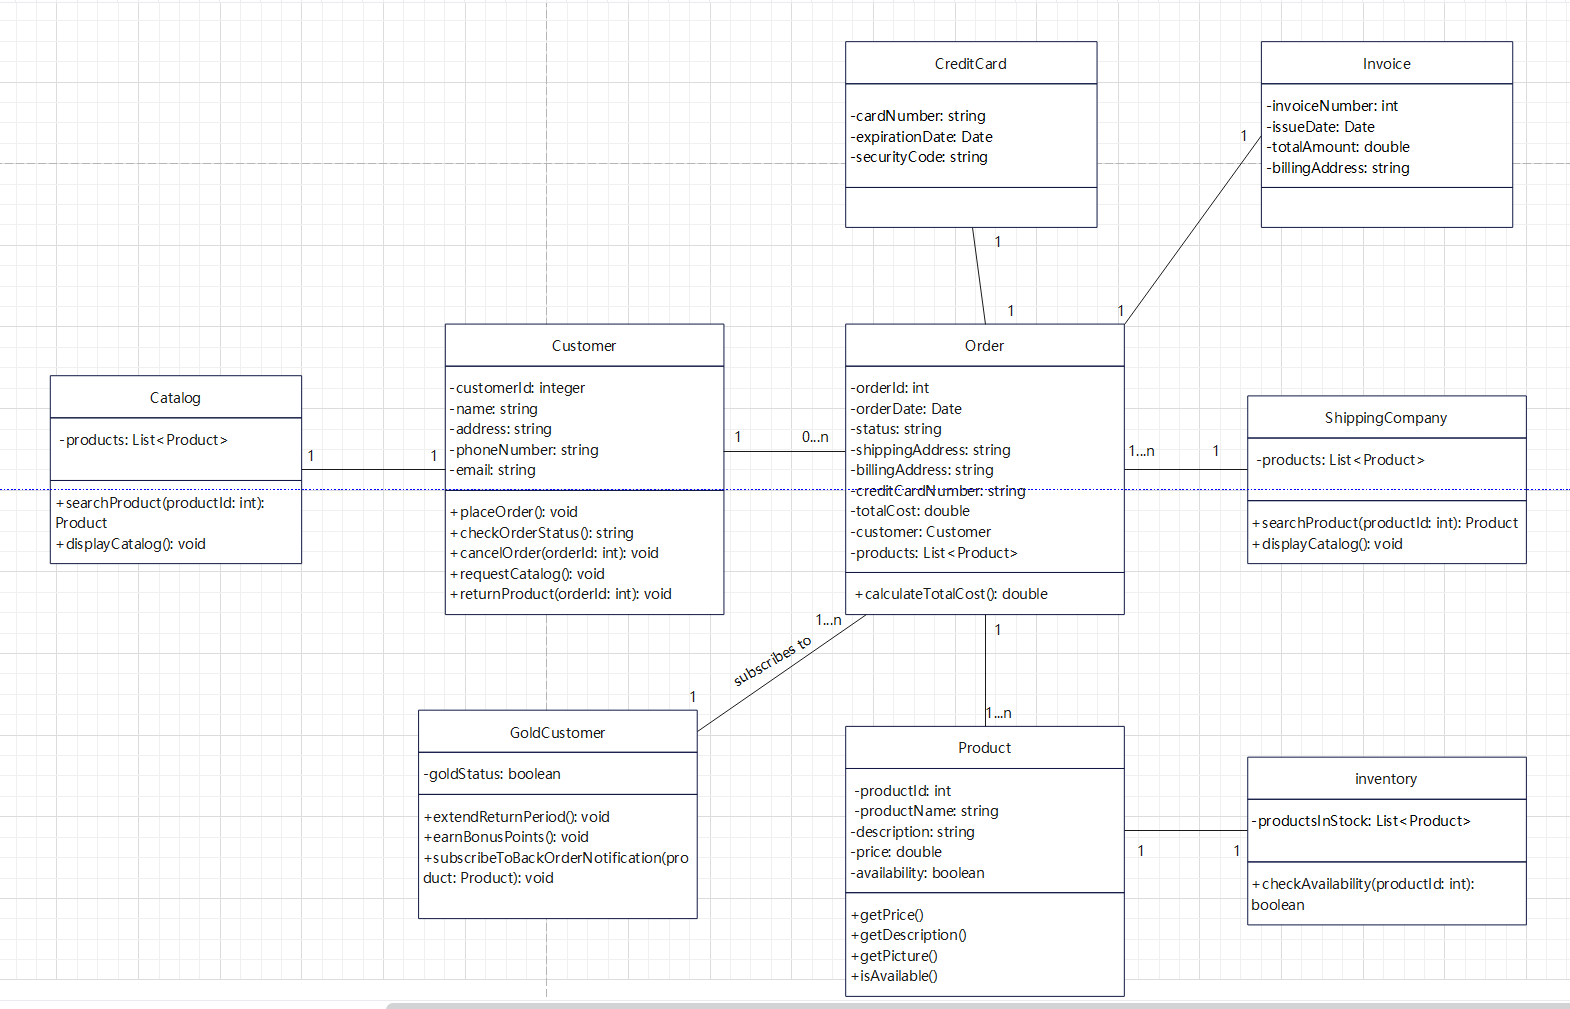 CreditCard
-cardNumber: string
-expirationDate: Date
-securityCode: string
1
1
Invoice
-invoiceNumber: int
-issueDate: Date
-totalAmount: double
-billingAddress: string
1
1
Catalog
-products: List<Product>
+searchProduct(productId: int):
Product
+displayCatalog(): void
1
1
Customer
-customerId: integer
-name: string
-address: string
-phoneNumber: string
-email: string
+placeOrder(): void
+checkOrderStatus(): string
+cancelOrder(orderId: int): void
+requestCatalog(): void
+returnProduct(orderId: int): void
1
0...n
Order
-orderId: int
-orderDate: Date
-status: string
-shippingAddress: string
-billingAddress: string
-creditCardNumber: string
-totalCost: double
-customer: Customer
-products: List<Product>
+calculateTotalCost(): double
1...n
1
ShippingCompany
-products: List<Product>
+searchProduct(productId: int): Product
+displayCatalog(): void
1...n
subscribes to
1
1
1...n
GoldCustomer
-goldStatus: boolean
+extendReturnPeriod(): void
+earnBonusPoints(): void
+subscribeToBackOrderNotification(pro
duct: Product): void
Product
-productId: int
-productName: string
-description: string
-price: double
-availability: boolean
+getPrice()
+getDescription()
+getPicture()
+isAvailable()
1
1
inventory
-productsInStock: List<Product>
+checkAvailability(productId: int):
boolean